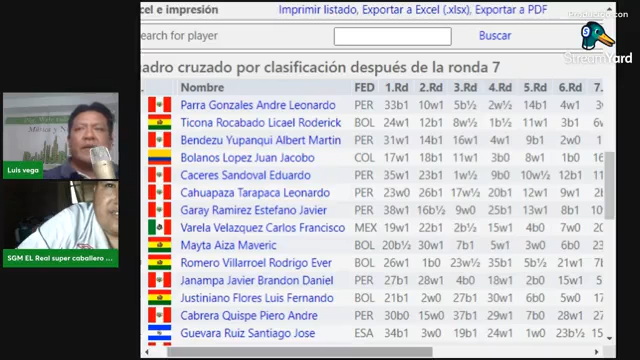 cel e impresión
Imprimir listado, Exportar a Excel (.xlsx), Exportar a PDF
earch for player
Buscar
StreamYard
uadro cruzado por clasificación después de la ronda 7
Nombre FED 1.Rd 2.Rd 3.Rd 4.Rd 5.Rd 6.Rd 7.
Parra Gonzales Andre Leonardo PER 33b1 10w1 5b½ 2w½ 14b1 4w1
Ticona Rocabado Licael Roderick BOL 24w1 12b1 8w½ 1b½ 11w1 3b1
Bendezu Yupanqui Albert Martin PER 31w1 14b1 16w1 4w1 9b1 2w0
Bolanos Lopez Juan Jacobo COL 17w1 18b1 11w1 3b0 8w1 1b0
Caceres Sandoval Eduardo PER 35w1 23b1 1w½ 9b0 10w½ 12b1
Cahuapaza Tarapaca Leonardo PER 23w0 26b1 17w½ 20b1 12w1 9w1
Garay Ramirez Estefano Javier PER 38w1 16b½ 9w0 25b1 13w1 8b1
Varela Velazquez Carlos Francisco MEX 19w1 22b1 2b½ 15w1 4b0 7w0
Mayta Aiza Maveric BOL 20b½ 30w1 7b1 5w1 3w0 6b0
Romero Villarroel Rodrigo Ever BOL 26w1 1b0 23w½ 35b1 5b½ 21w1
Janampa Javier Brandon Daniel PER 27b1 28w1 4b0 18w1 2b0 15w1
Justiniano Flores Luis Fernando BOL 21b1 2w0 27b1 30w1 6b0 5w0
Cabrera Quispe Piero Andre PER 30b0 15w0 37b1 29w1 7b0 28w1
Guevara Ruiz Santiago Jose ESA 34b1 3w0 19b1 24w1 1w0 23b½
Luis vega
SGM EL Real super caballero ...